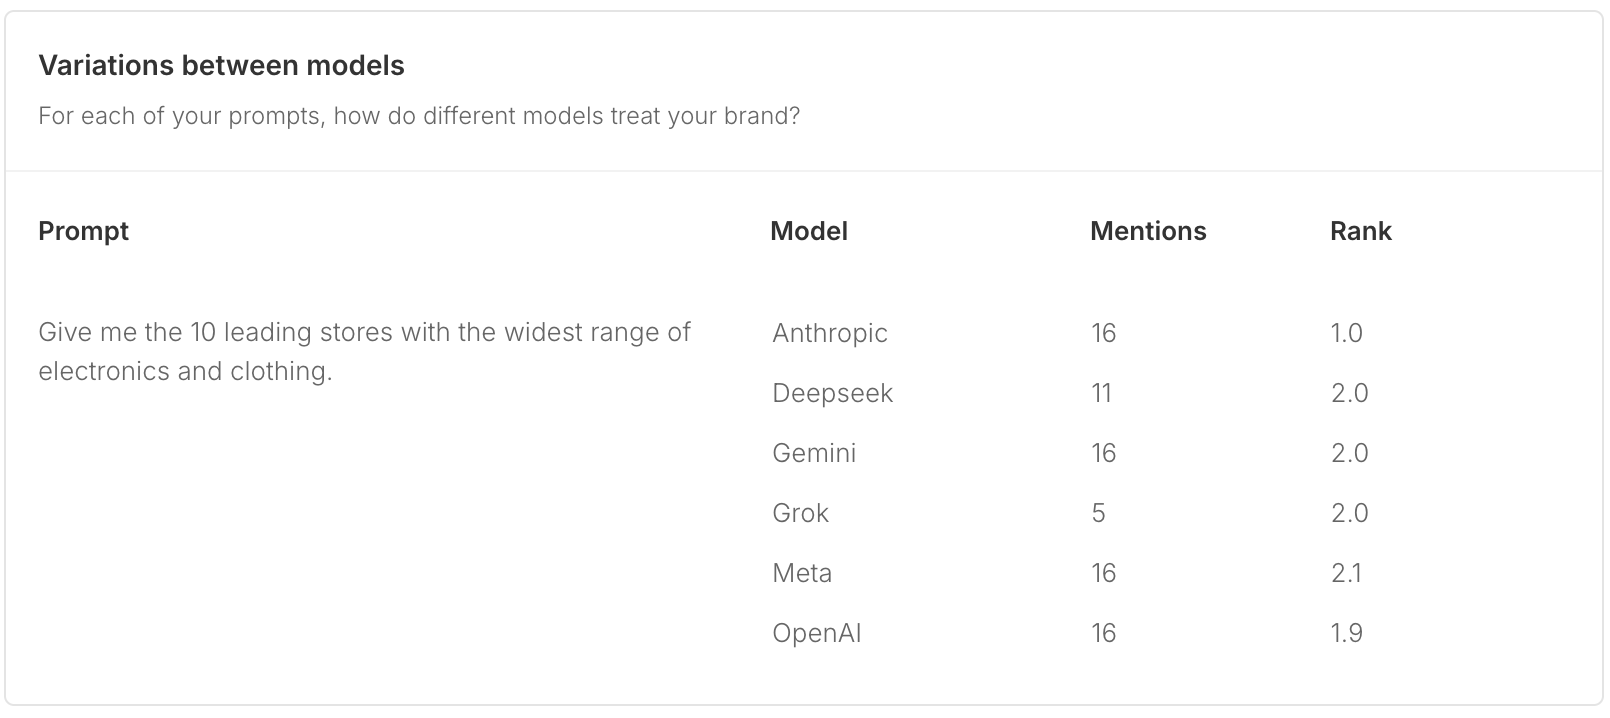 Variations between models
For each of your prompts, how do different models treat your brand?
Prompt Model Mentions Rank
Give me the 10 leading stores with the widest range of
electronics and clothing.
Anthropic 16 1.0
Deepseek 11 2.0
Gemini 16 2.0
Grok 5 2.0
Meta 16 2.1
OpenAI 16 1.9